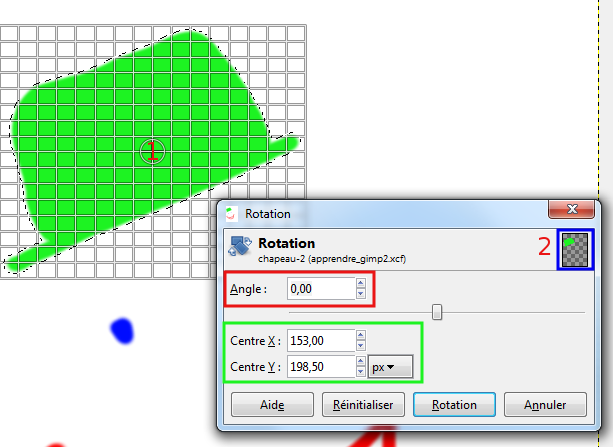 1
Rotation
Rotation
chapeau-2 (apprendre_gimp2.xcf)
2
Angle : 0,00
Centre X : 153,00
Centre Y : 198,50 px
Aide Réinitialiser Rotation Annuler